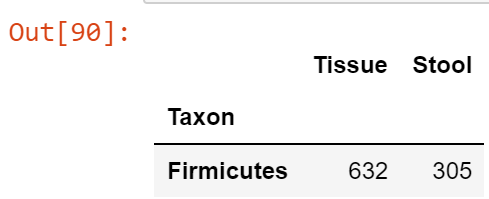 Out[90]:
Tissue Stool
Taxon
Firmicutes 632 305